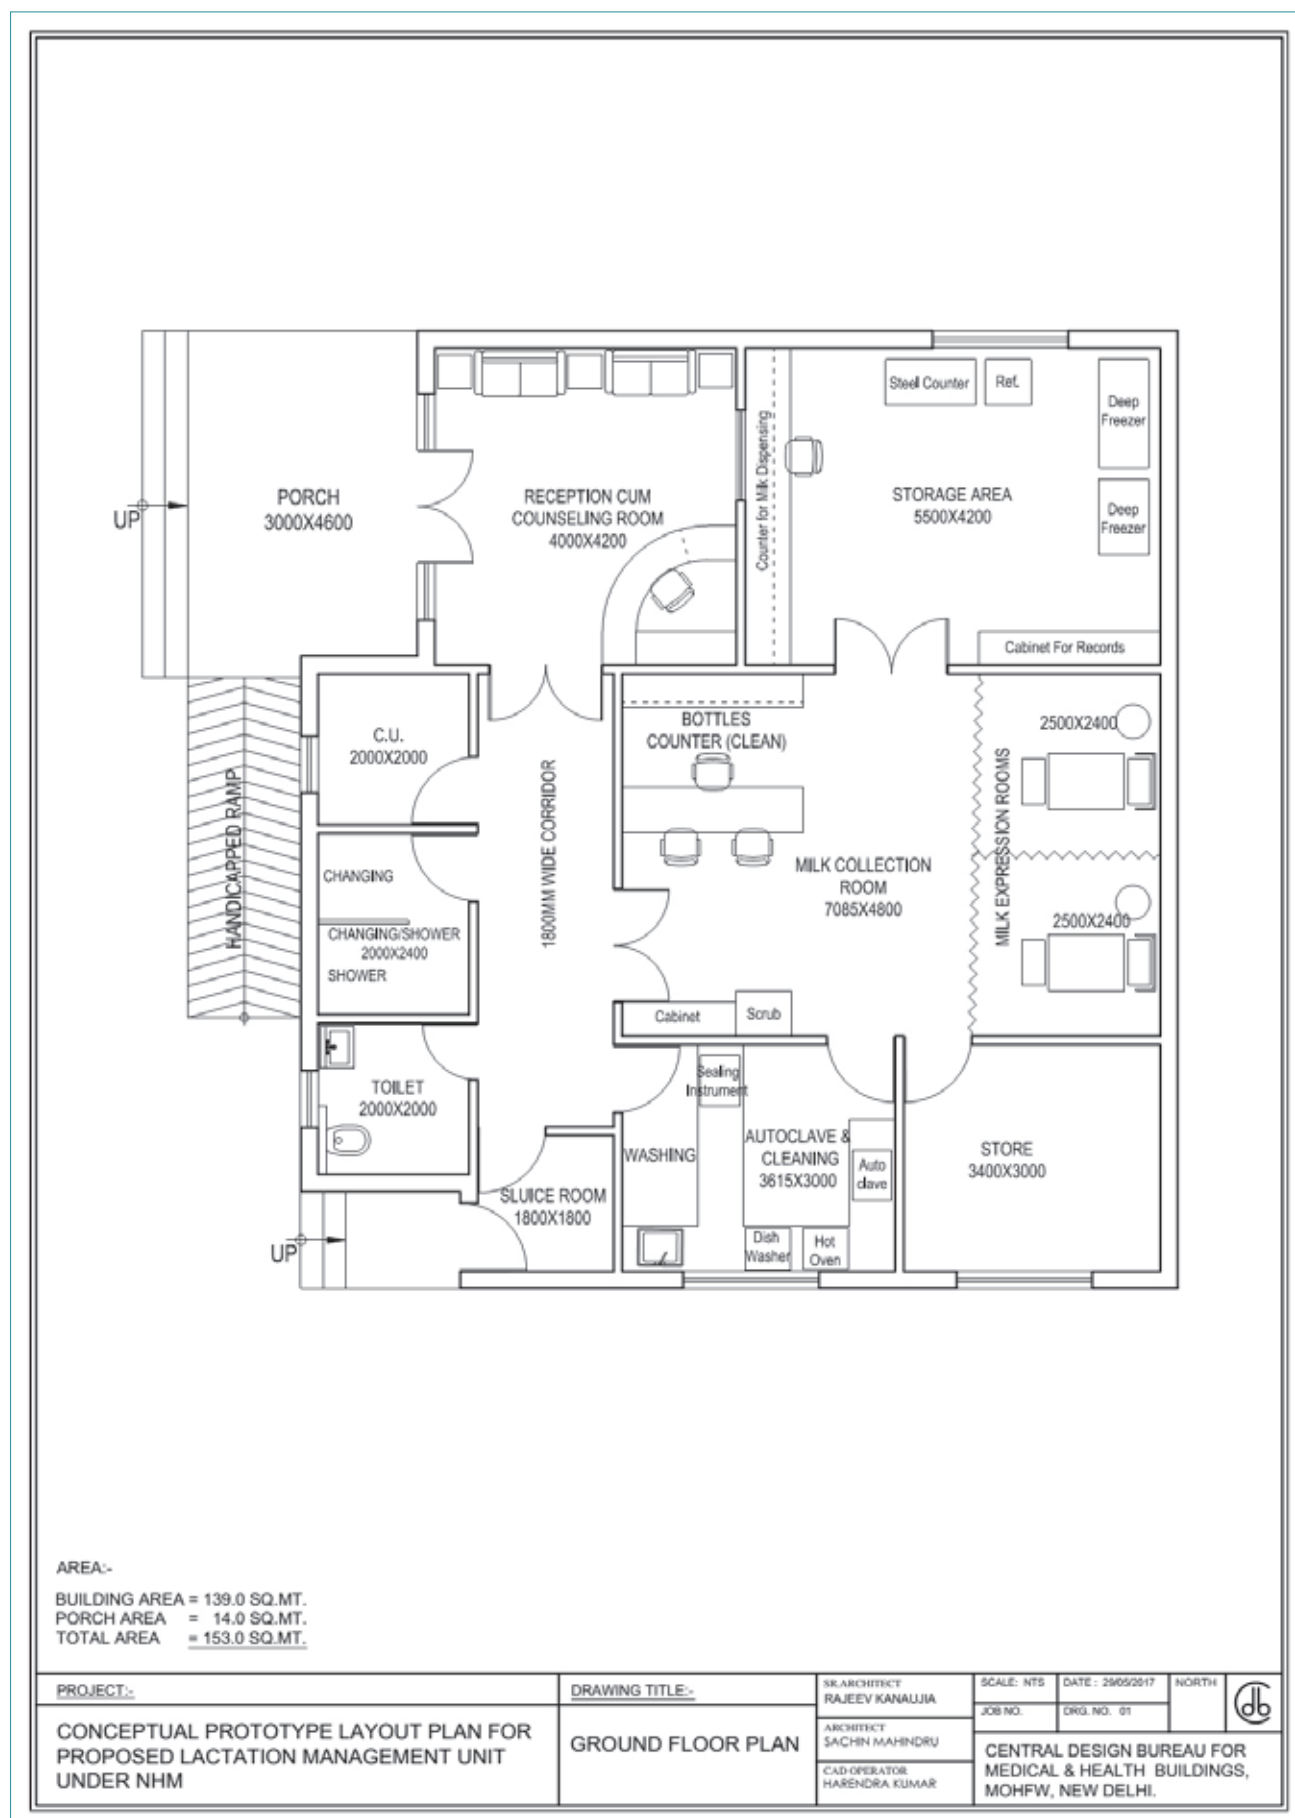 Steel Counter
Ref.
Deep
Freezer
Deep
Freezer
Counter for Milk Dispensing
STORAGE AREA
5500X4200
Cabinet For Records
UP
PORCH
3000X4600
RECEPTION CUM
COUNSELING ROOM
4000X4200
C.U.
2000X2000
HANDICAPPED RAMP
1800MM WIDE CORRIDOR
BOTTLES
COUNTER (CLEAN)
MILK COLLECTION
ROOM
7085X4800
MILK EXPRESSION ROOMS
2500X2400
2500X2400
CHANGING
CHANGING/SHOWER
2000X2400
SHOWER
Cabinet
Scrub
TOILET
2000X2000
Sealing
Instrument
WASHING
AUTOCLAVE &
CLEANING
3615X3000
Auto
clave
STORE
3400X3000
SLUICE ROOM
1800X1800
Dish
Washer
Hot
Oven
UP
AREA:-
BUILDING AREA = 139.0 SQ.MT.
PORCH AREA = 14.0 SQ.MT.
TOTAL AREA = 153.0 SQ.MT.
PROJECT:-
CONCEPTUAL PROTOTYPE LAYOUT PLAN FOR
PROPOSED LACTATION MANAGEMENT UNIT
UNDER NHM
DRAWING TITLE:-
GROUND FLOOR PLAN
SR.ARCHITECT
RAJEEV KANAUJIA
ARCHITECT
SACHIN MAHINDRU
CAD OPERATOR
HARENDRA KUMAR
SCALE: NTS
DATE : 29/05/2017
NORTH
JOB NO.
DRG. NO. 01
CENTRAL DESIGN BUREAU FOR
MEDICAL & HEALTH BUILDINGS,
MOHFW, NEW DELHI.